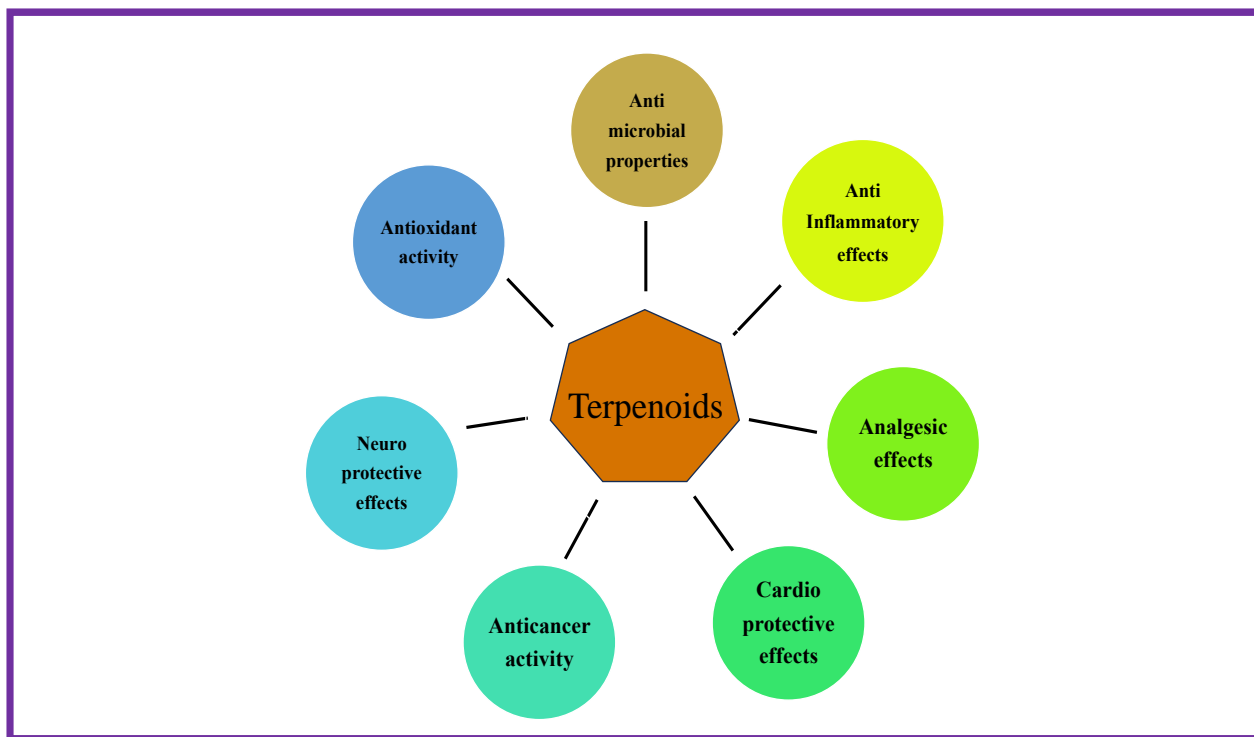 Anti
microbial
properties
Anti
Inflammatory
effects
Antioxidant
activity
Terpenoids
Analgesic
effects
Neuro
protective
effects
Cardio
protective
effects
Anticancer
activity